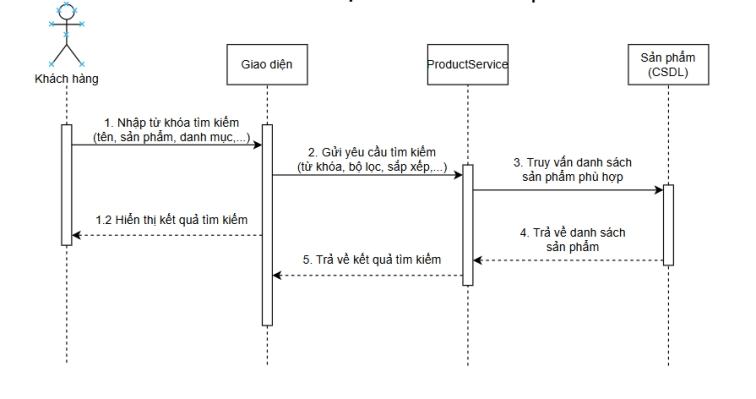 Khách hàng
Giao diện
ProductService
Sản phẩm
(CSDL)
1. Nhập từ khóa tìm kiếm
(tên, sản phẩm, danh mục,...)
2. Gửi yêu cầu tìm kiếm
(từ khóa, bộ lọc, sắp xếp,...)
3. Truy vấn danh sách
sản phẩm phù hợp
1.2 Hiển thị kết quả tìm kiếm
4. Trả về danh sách
sản phẩm
5. Trả về kết quả tìm kiếm